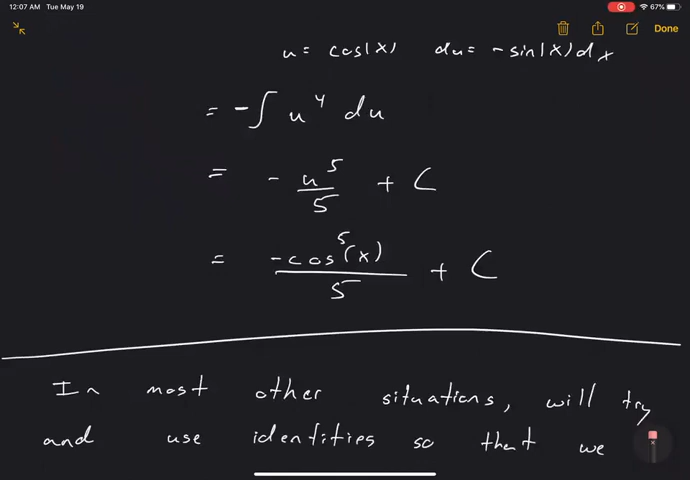 12:07 AM Tue May 19 67%
Done
u = cos(x) du = -sin(x)dx
= -∫ u⁴ du
= - u⁵/5 + C
= -cos⁵(x)/5 + C
In most other situations, will try
and use identities so that we